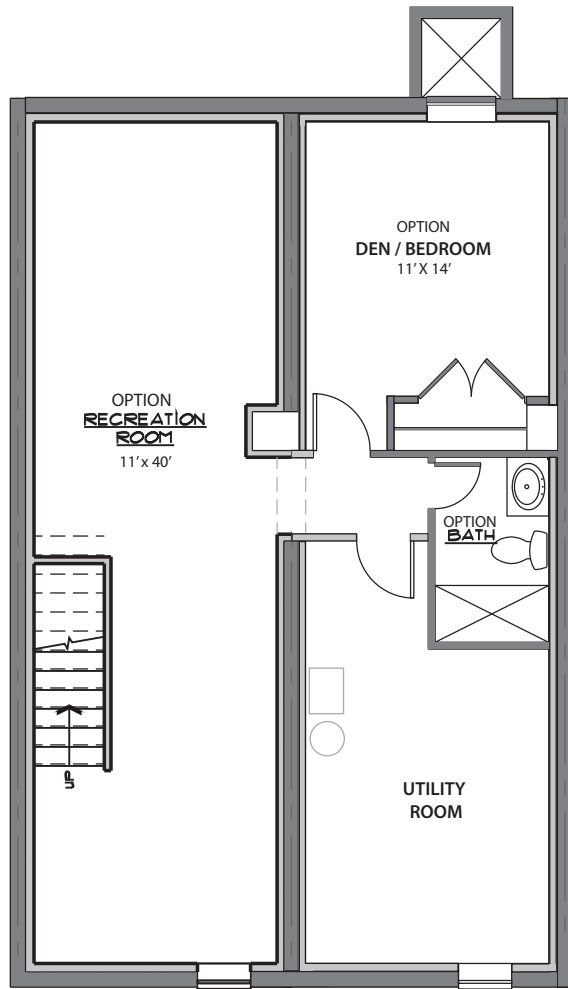 OPTION
DEN / BEDROOM
11' X 14'
OPTION
RECREATION
ROOM
11' x 40'
OPTION
BATH
UP
UTILITY
ROOM